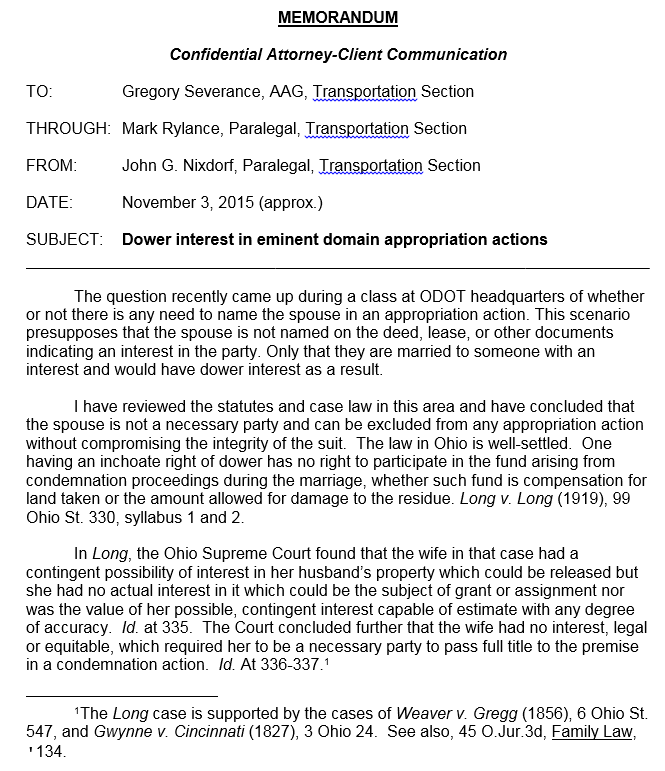 MEMORANDUM
Confidential Attorney-Client Communication
TO: Gregory Severance, AAG, Transportation Section
THROUGH: Mark Rylance, Paralegal, Transportation Section
FROM: John G. Nixdorf, Paralegal, Transportation Section
DATE: November 3, 2015 (approx.)
SUBJECT: Dower interest in eminent domain appropriation actions
The question recently came up during a class at ODOT headquarters of whether
or not there is any need to name the spouse in an appropriation action. This scenario
presupposes that the spouse is not named on the deed, lease, or other documents
indicating an interest in the party. Only that they are married to someone with an
interest and would have dower interest as a result.
I have reviewed the statutes and case law in this area and have concluded that
the spouse is not a necessary party and can be excluded from any appropriation action
without compromising the integrity of the suit. The law in Ohio is well-settled. One
having an inchoate right of dower has no right to participate in the fund arising from
condemnation proceedings during the marriage, whether such fund is compensation for
land taken or the amount allowed for damage to the residue. Long v. Long (1919), 99
Ohio St. 330, syllabus 1 and 2.
In Long, the Ohio Supreme Court found that the wife in that case had a
contingent possibility of interest in her husband's property which could be released but
she had no actual interest in it which could be the subject of grant or assignment nor
was the value of her possible, contingent interest capable of estimate with any degree
of accuracy. Id. at 335. The Court concluded further that the wife had no interest, legal
or equitable, which required her to be a necessary party to pass full title to the premise
in a condemnation action. Id. At 336-337.¹
¹The Long case is supported by the cases of Weaver v. Gregg (1856), 6 Ohio St.
547, and Gwynne v. Cincinnati (1827), 3 Ohio 24. See also, 45 O.Jur.3d, Family Law,
'134.